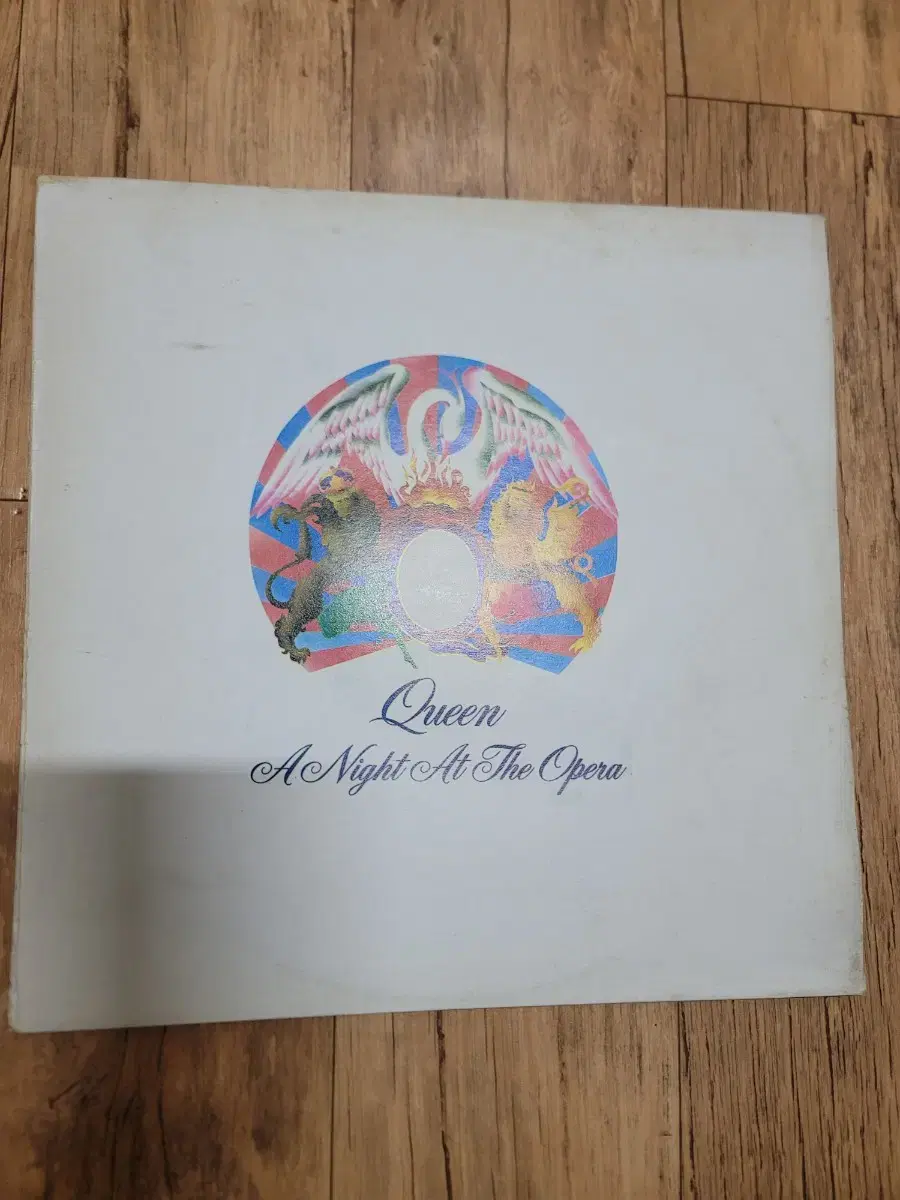 Queen
A Night At The Opera